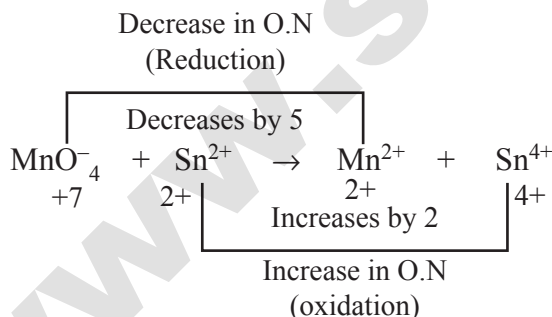 Decrease in O.N
(Reduction)
Decreases by 5
MnO⁻₄ + Sn²⁺ → Mn²⁺ + Sn⁴⁺
+7 2+ 2+ 4+
Increases by 2
Increase in O.N
(oxidation)
www.s